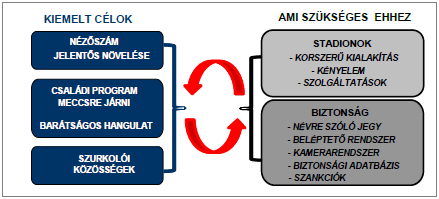 KIEMELT CÉLOK
NÉZŐSZÁM
JELENTŐS NÖVELÉSE
CSALÁDI PROGRAM
MECCSRE JÁRNI
BARÁTSÁGOS HANGULAT
SZURKOLÓI
KÖZÖSSÉGEK
AMI SZÜKSÉGES EHHEZ
STADIONOK
- KORSZERŰ KIALAKÍTÁS
- KÉNYELEM
- SZOLGÁLTATÁSOK
BIZTONSÁG
- NÉVRE SZÓLÓ JEGY
- BELÉPTETŐ RENDSZER
- KAMERARENDSZER
- BIZTONSÁGI ADATBÁZIS
- SZANKCIÓK